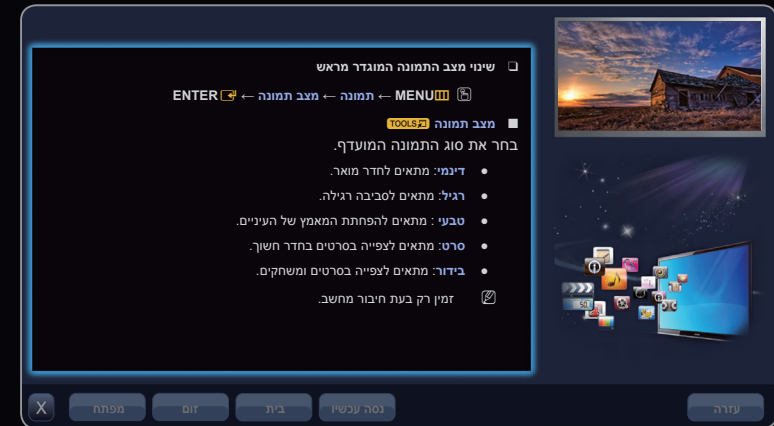 שינוי מצב התמונה המוגדר מראש
MENU ← תמונה ← מצב תמונה ← ENTER
מצב תמונה TOOLS
בחר את סוג התמונה המועדף.
דינמי: מתאים לחדר מואר.
רגיל: מתאים לסביבה רגילה.
טבעי : מתאים להפחתת המאמץ של העיניים.
סרט: מתאים לצפייה בסרטים בחדר חשוך.
בידור: מתאים לצפייה בסרטים ומשחקים.
זמין רק בעת חיבור מחשב.
עזרה נסה עכשיו בית זום מפתח X